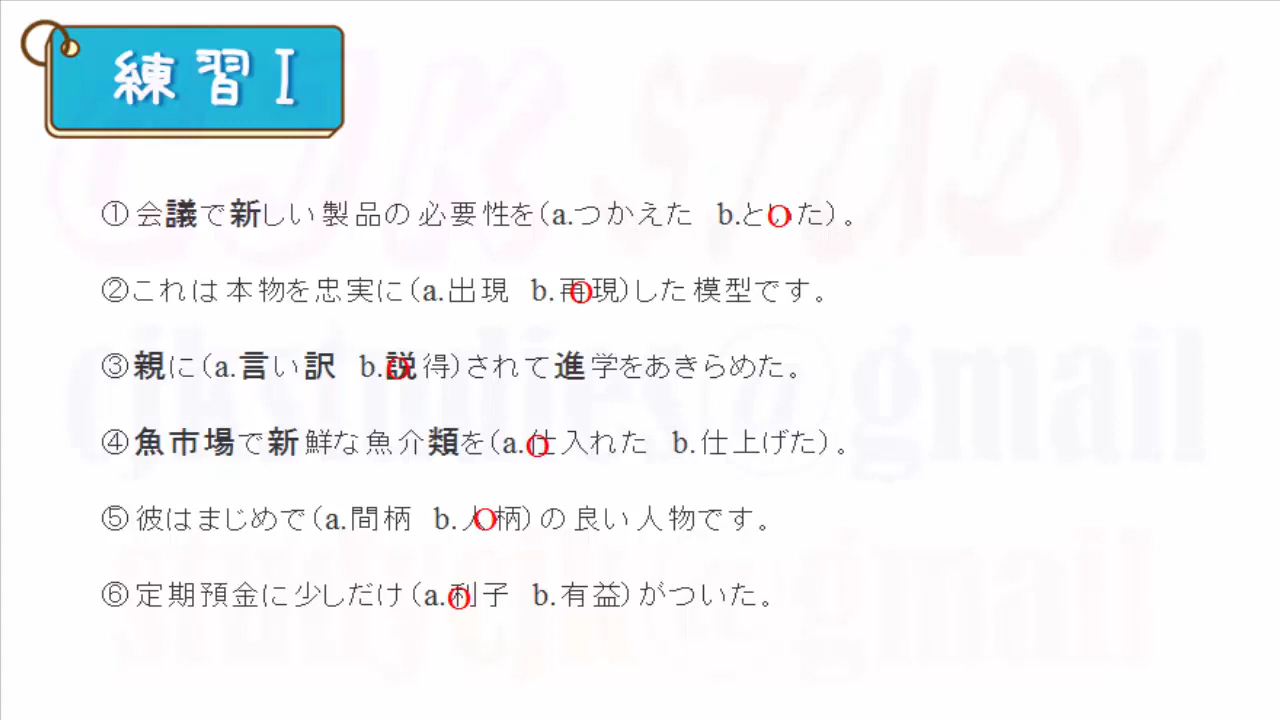 練習Ⅰ
CJK STUDY
①会議で新しい製品の必要性を(a.つかえた b.といた)。
②これは本物を忠実に(a.出現 b.再現)した模型です。
③親に(a.言い訳 b.説得)されて進学をあきらめた。
cjkstudies@gmail
④魚市場で新鮮な魚介類を(a.仕入れた b.仕上げた)。
⑤彼はまじめで(a.間柄 b.人柄)の良い人物です。
⑥定期預金に少しだけ(a.利子 b.有益)がついた。
studycjk@gmail